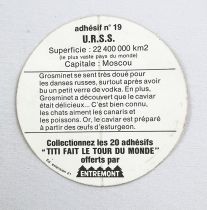 adhésif n° 19
U.R.S.S.
Superficie : 22 400 000 km2
(le plus vaste pays du monde)
Capitale : Moscou
Grosminet se sent très doué pour
les danses russes, surtout après avoir
bu un petit verre de vodka. En plus,
Grosminet a découvert que le caviar
était délicieux... C'est bien connu,
les chats aiment les canaris et
les poissons. Or, le caviar est préparé
à partir des œufs d'esturgeon.
Collectionnez les 20 adhésifs
"TITI FAIT LE TOUR DU MONDE"
offerts par
ENTREMONT